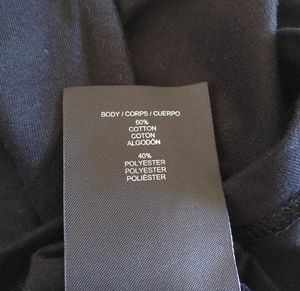 BODY / CORPS / CUERPO
60%
COTTON
COTON
ALGODÓN
40%
POLYESTER
POLYESTER
POLIÉSTER